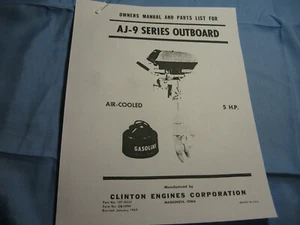 OWNERS MANUAL AND PARTS LIST FOR
AJ-9 SERIES OUTBOARD
AIR-COOLED
5 HP.
GASOLINE
Manufactured by
CLINTON ENGINES CORPORATION
MAQUOKETA, IOWA